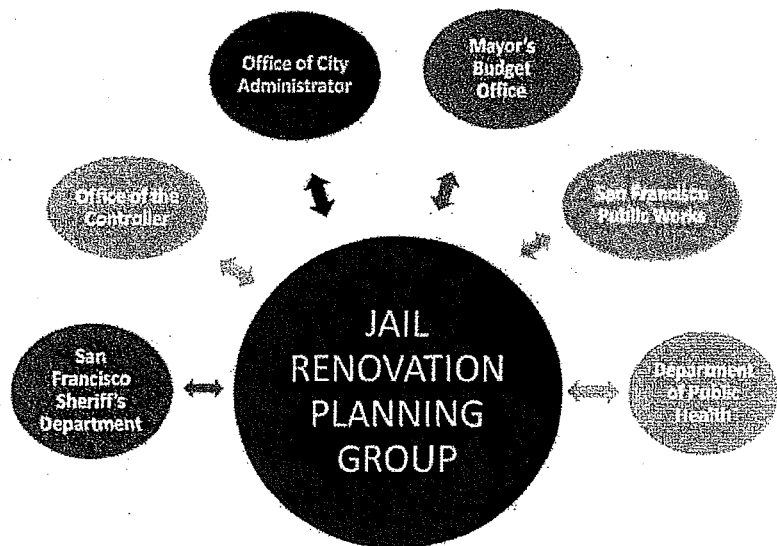 Office of City
Administrator
Mayor's
Budget
Office
Office of the
Controller
San Francisco
Public Works
San
Francisco
Sheriff's
Department
JAIL
RENOVATION
PLANNING
GROUP
Department
of Public
Health